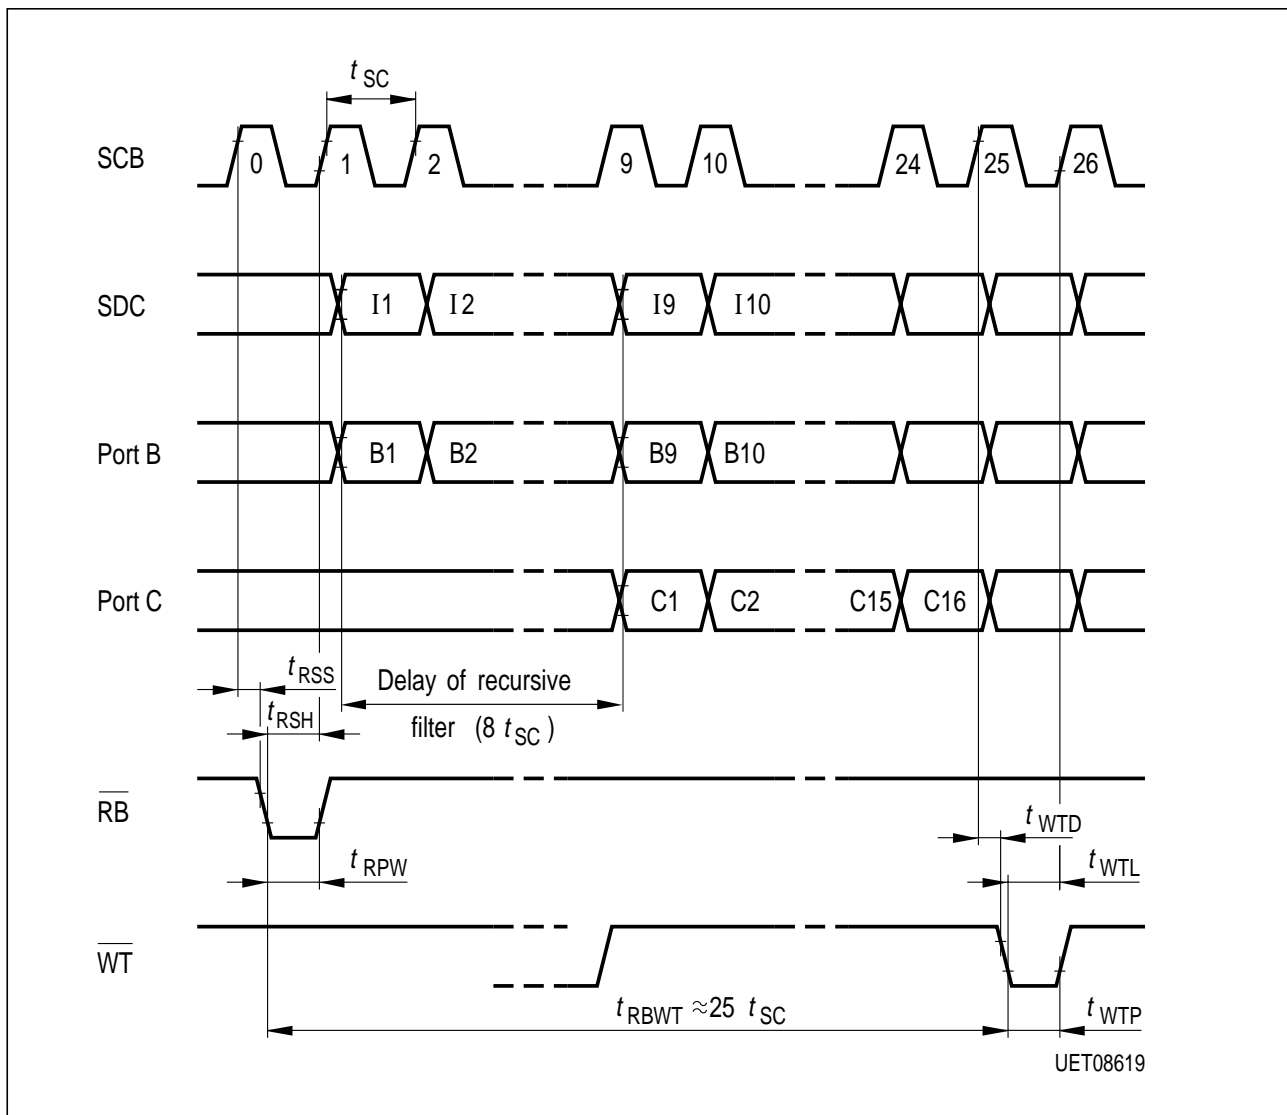 t SC
SCB 0 1 2 9 10 24 25 26
SDC I1 I2 I9 I10
Port B B1 B2 B9 B10
Port C C1 C2 C15 C16
t RSS
Delay of recursive
filter (8 t SC)
t RSH
RB
t WTD
t RPW
t WTL
WT
t RBWT ≈25 t SC
t WTP
UET08619